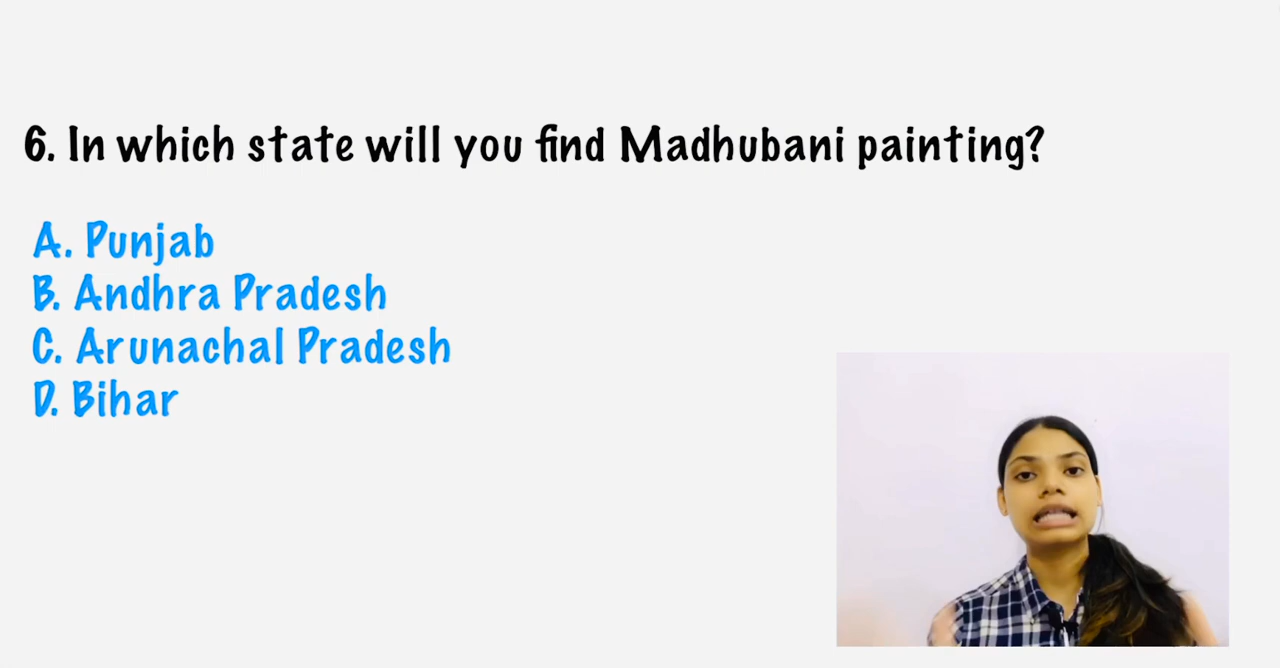 6. In which state will you find Madhubani painting?
A. Punjab
B. Andhra Pradesh
C. Arunachal Pradesh
D. Bihar